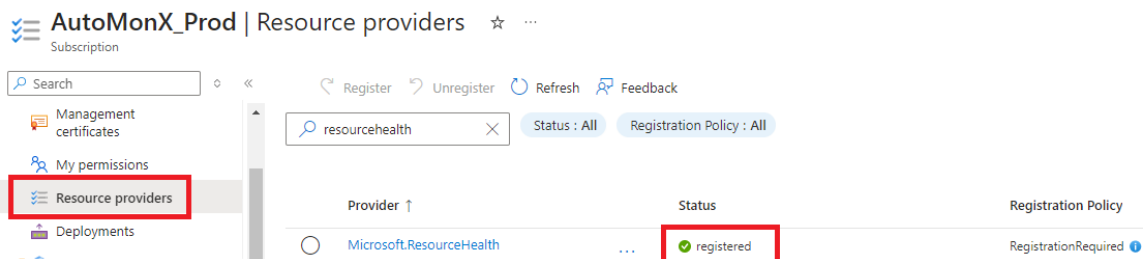 AutoMonX_Prod | Resource providers ☆ ...
Subscription
Search
Register Unregister Refresh Feedback
Management
certificates
My permissions
Resource providers
Deployments
resourcehealth
Status : All
Registration Policy : All
Provider ↑ Status Registration Policy
Microsoft.ResourceHealth ... registered RegistrationRequired